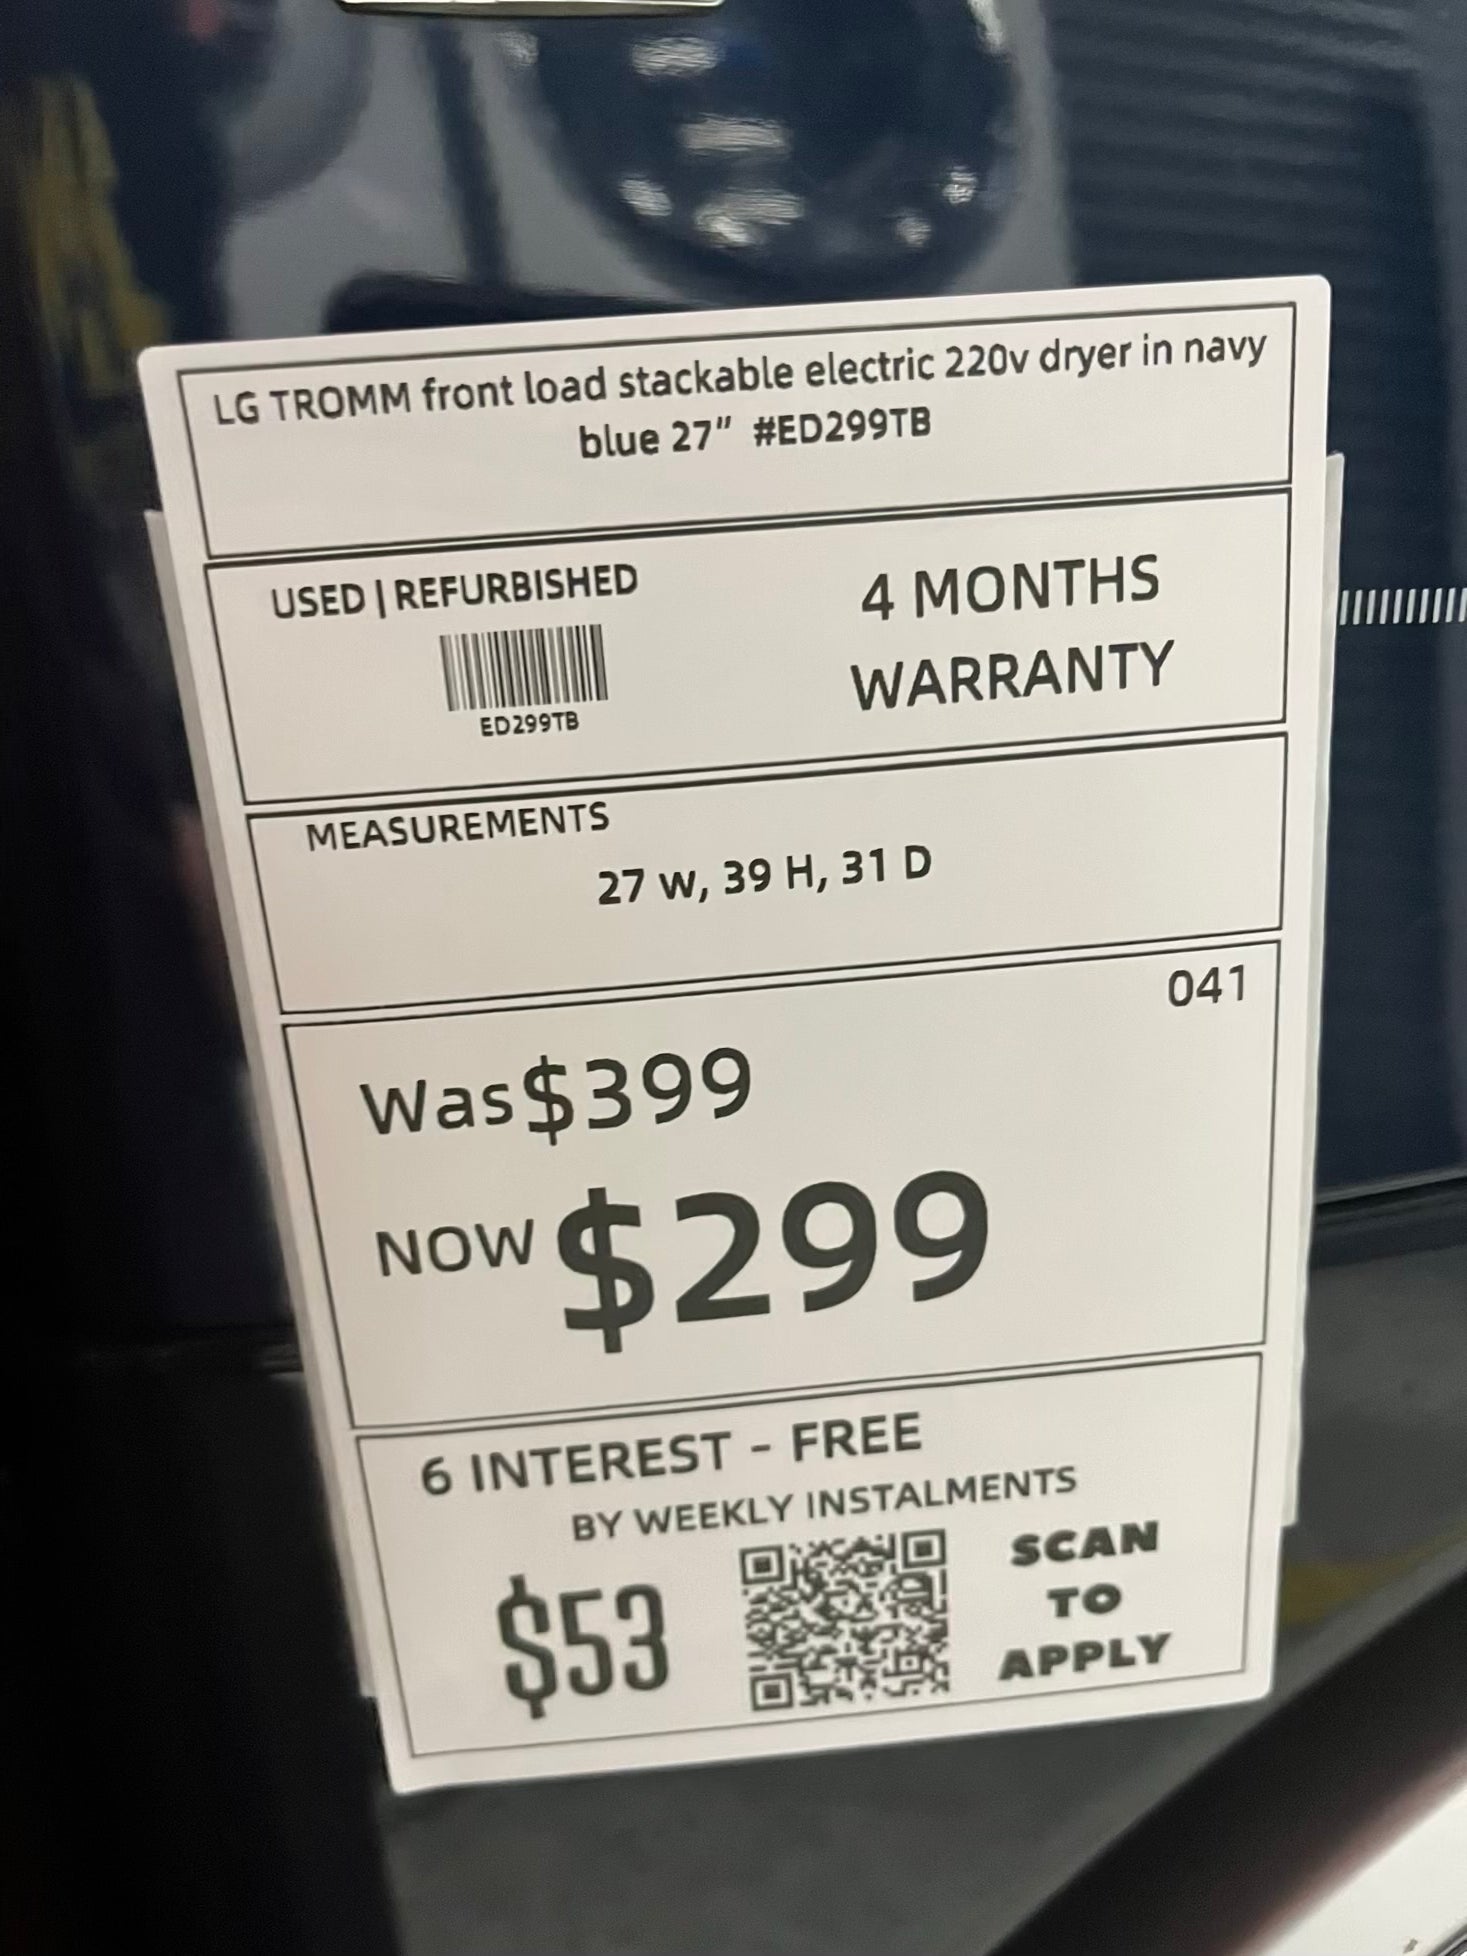 LG TROMM front load stackable electric 220v dryer in navy
blue 27" #ED299TB
USED | REFURBISHED
ED299TB
4 MONTHS
WARRANTY
MEASUREMENTS
27 W, 39 H, 31 D
041
Was $399
NOW $299
6 INTEREST - FREE
BY WEEKLY INSTALMENTS
$53
SCAN
TO
APPLY